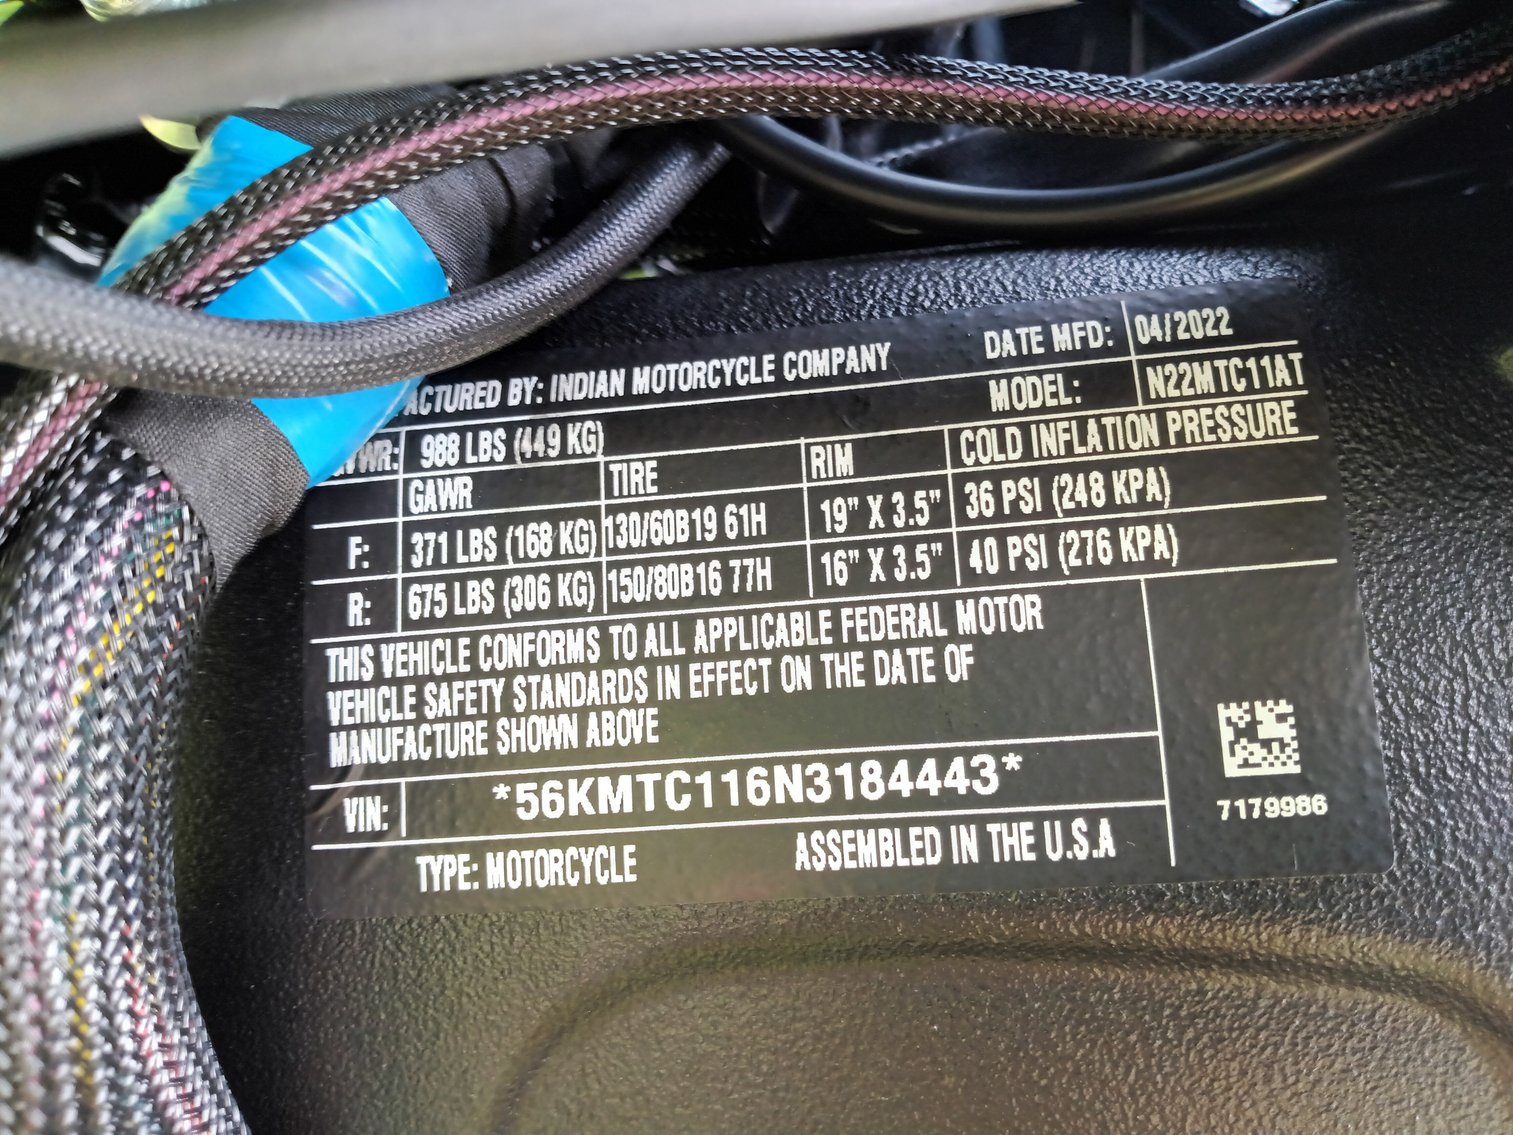 ACTURED BY: INDIAN MOTORCYCLE COMPANY DATE MFD: 04/2022
MODEL: N22MTC11AT
VWR: 988 LBS (449 KG)
GAWR TIRE RIM COLD INFLATION PRESSURE
F: 371 LBS (168 KG) 130/60B19 61H 19" X 3.5" 36 PSI (248 KPA)
R: 675 LBS (306 KG) 150/80B16 77H 16" X 3.5" 40 PSI (276 KPA)
THIS VEHICLE CONFORMS TO ALL APPLICABLE FEDERAL MOTOR
VEHICLE SAFETY STANDARDS IN EFFECT ON THE DATE OF
MANUFACTURE SHOWN ABOVE
VIN: *56KMTC116N3184443*
7179986
TYPE: MOTORCYCLE ASSEMBLED IN THE U.S.A